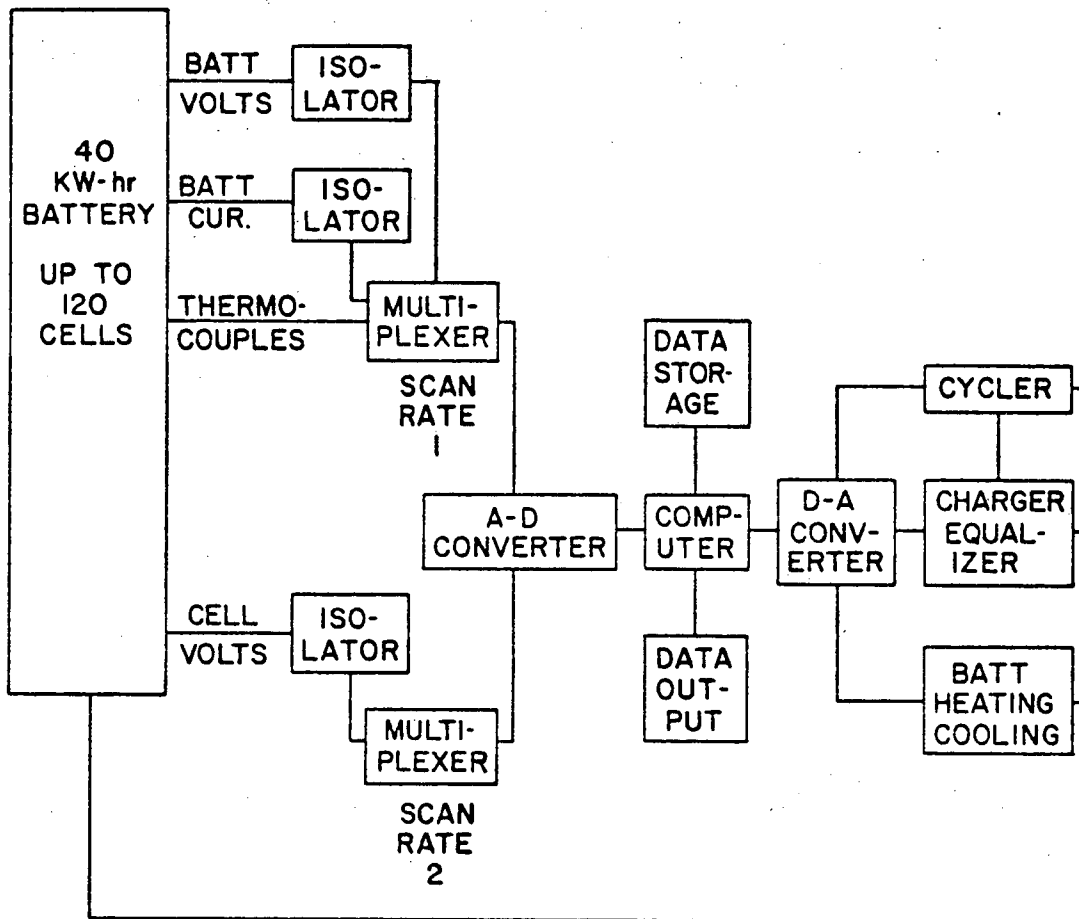 40
KW-hr
BATTERY
UP TO
120
CELLS
BATT
VOLTS
ISO-
LATOR
BATT
CUR.
ISO-
LATOR
THERMO-
COUPLES
MULTI-
PLEXER
SCAN
RATE
1
A-D
CONVERTER
CELL
VOLTS
ISO-
LATOR
MULTI-
PLEXER
SCAN
RATE
2
DATA
STOR-
AGE
COMP-
UTER
DATA
OUT-
PUT
D-A
CONV-
ERTER
CYCLER
CHARGER
EQUAL-
IZER
BATT
HEATING
COOLING